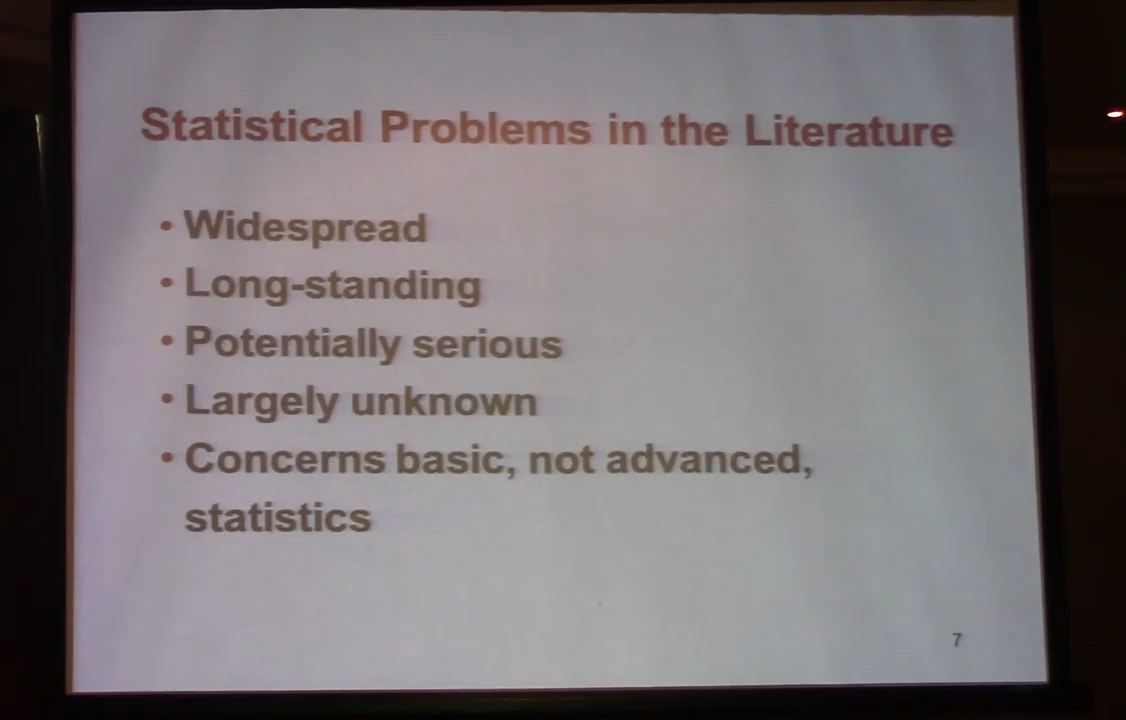 Statistical Problems in the Literature
• Widespread
• Long-standing
• Potentially serious
• Largely unknown
• Concerns basic, not advanced,
statistics
7